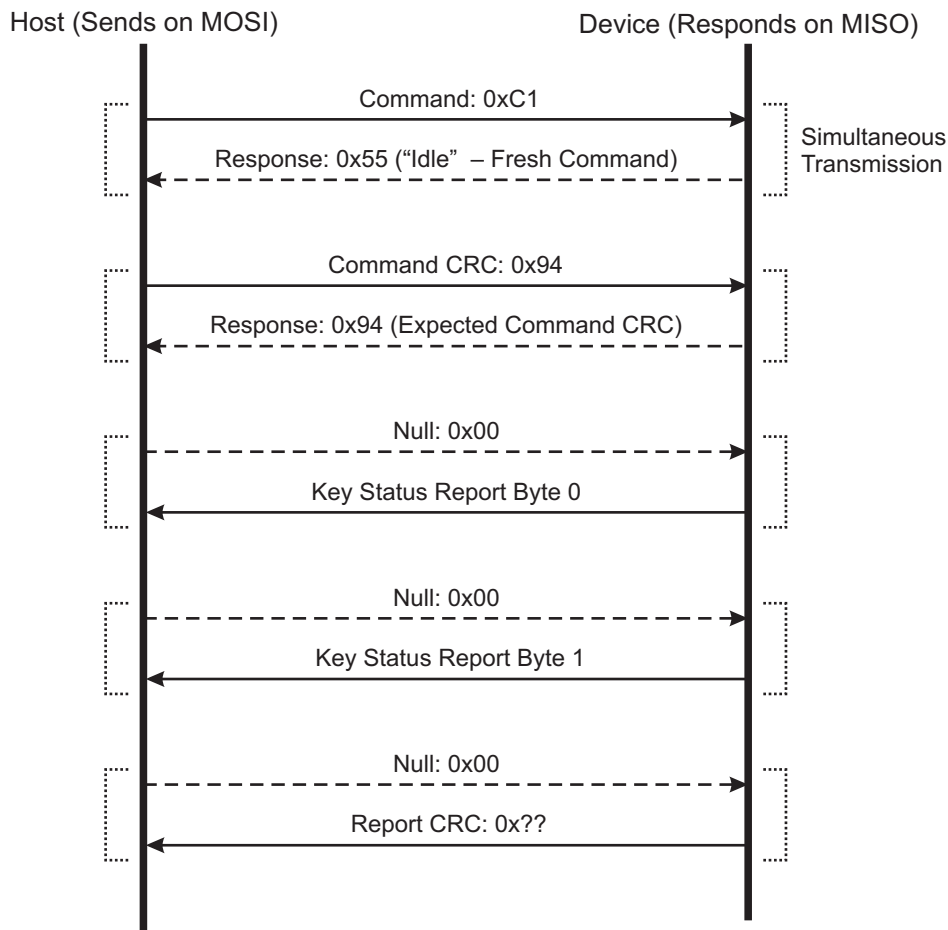 Host (Sends on MOSI)
Device (Responds on MISO)
Command: 0xC1
Simultaneous
Transmission
Response: 0x55 (“Idle” – Fresh Command)
Command CRC: 0x94
Response: 0x94 (Expected Command CRC)
Null: 0x00
Key Status Report Byte 0
Null: 0x00
Key Status Report Byte 1
Null: 0x00
Report CRC: 0x??